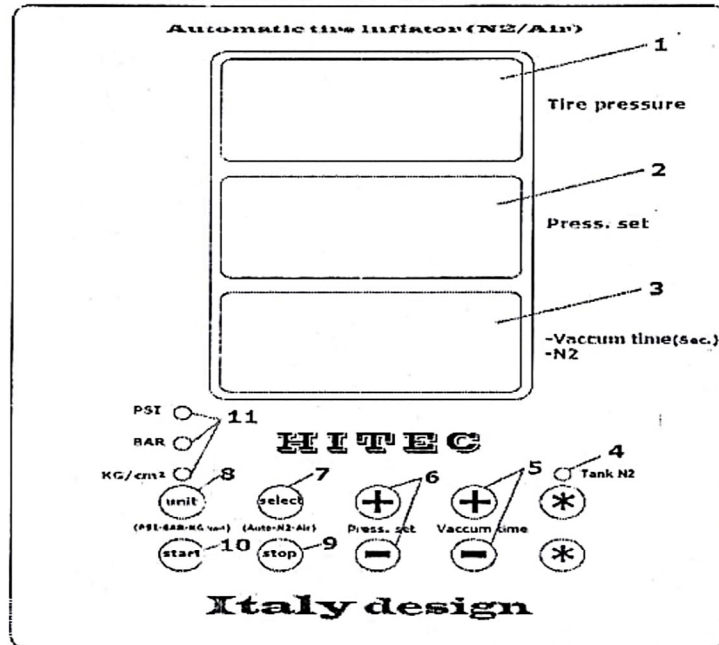 Automatic tire Inflator (N2/Air)
1
Tire pressure
2
Press. set
3
-Vaccum time(Sec.)
-N2
PSI
11
BAR
HITEC
KG/cm²
4
Tank N2
unit
8
select
7
+
6
+
5
*
(PSI-BAR-KG unit)
(Auto-N2-Air)
Press. set
Vaccum time
start
10
stop
9
-
-
*
Italy design